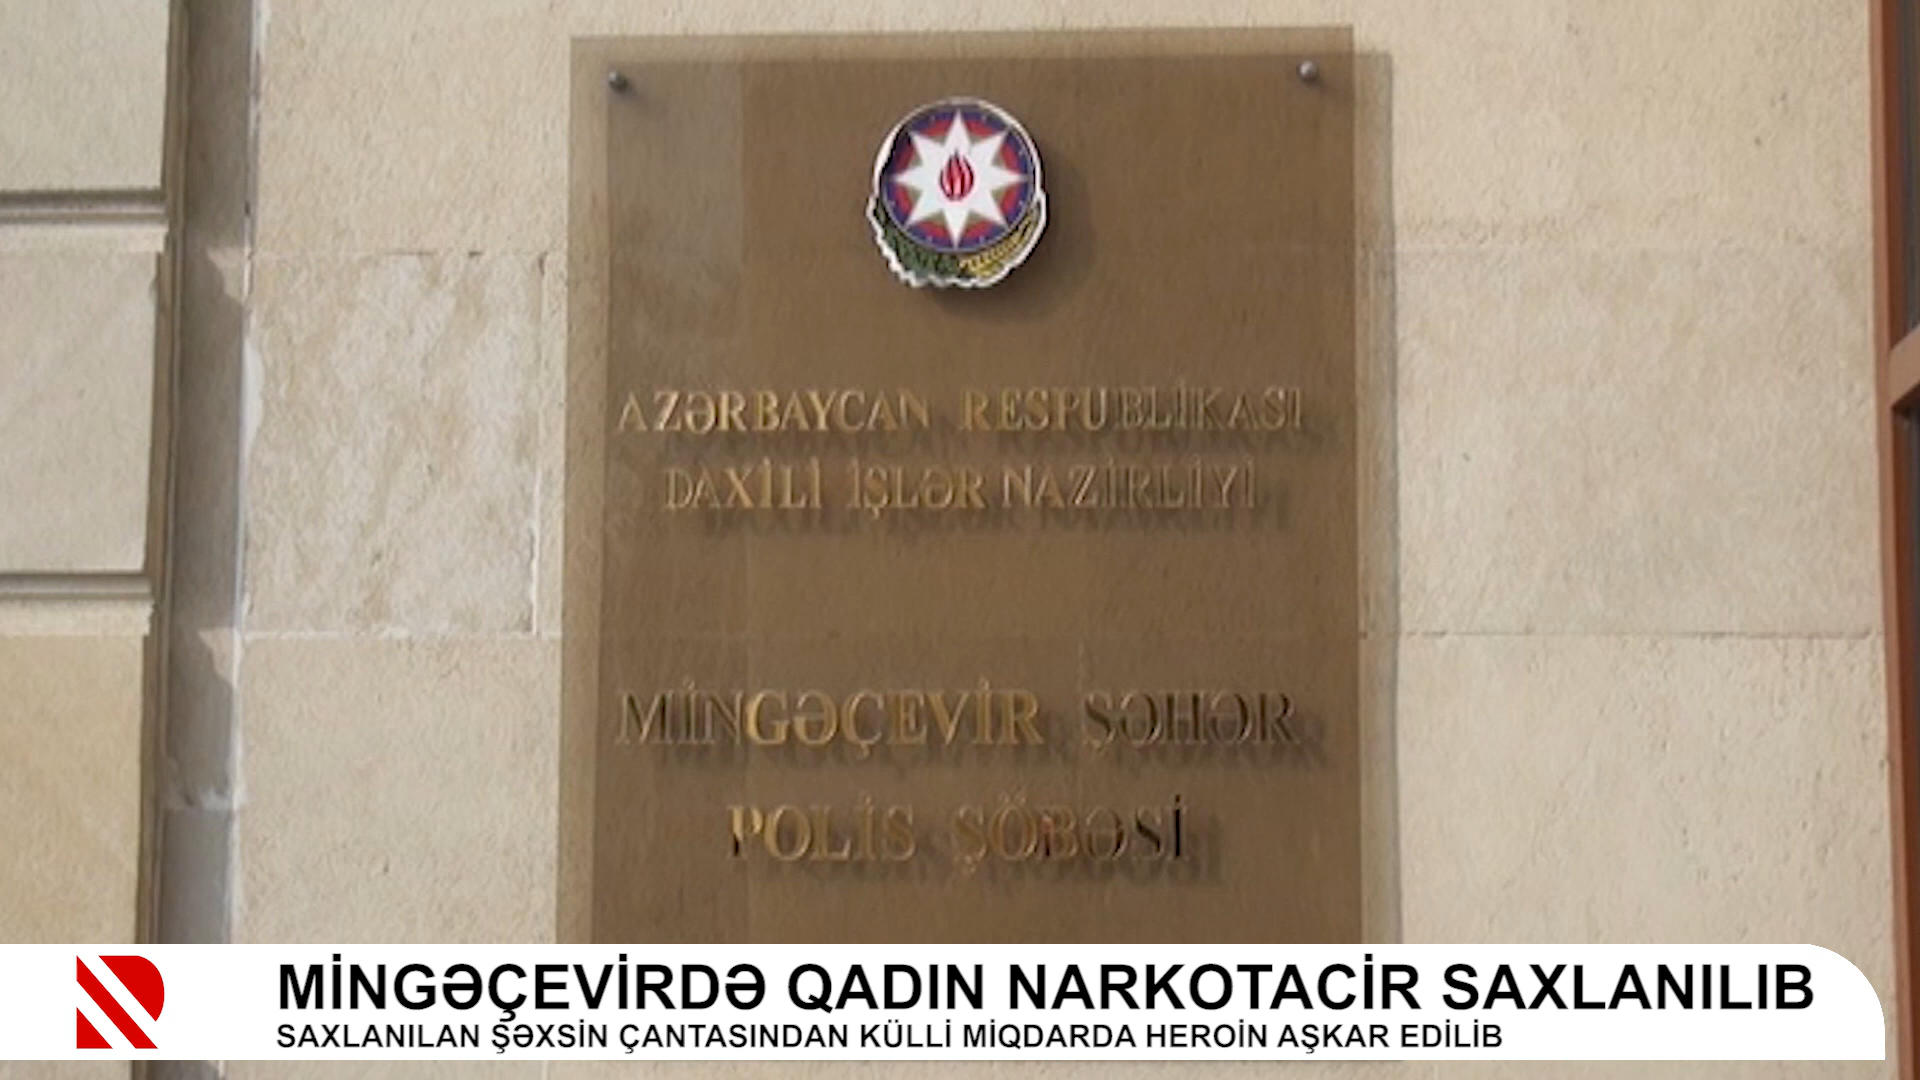 AZƏRBAYCAN RESPUBLİKASI
DAXİLİ İŞLƏR NAZİRLİYİ
MİNGƏÇEVİR ŞƏHƏR
POLİS ŞÖBƏSİ
MİNGƏÇEVİRDƏ QADIN NARKOTACİR SAXLANILIB
SAXLANILAN ŞƏXSİN ÇANTASINDAN KÜLLİ MİQDARDA HEROİN AŞKAR EDİLİB